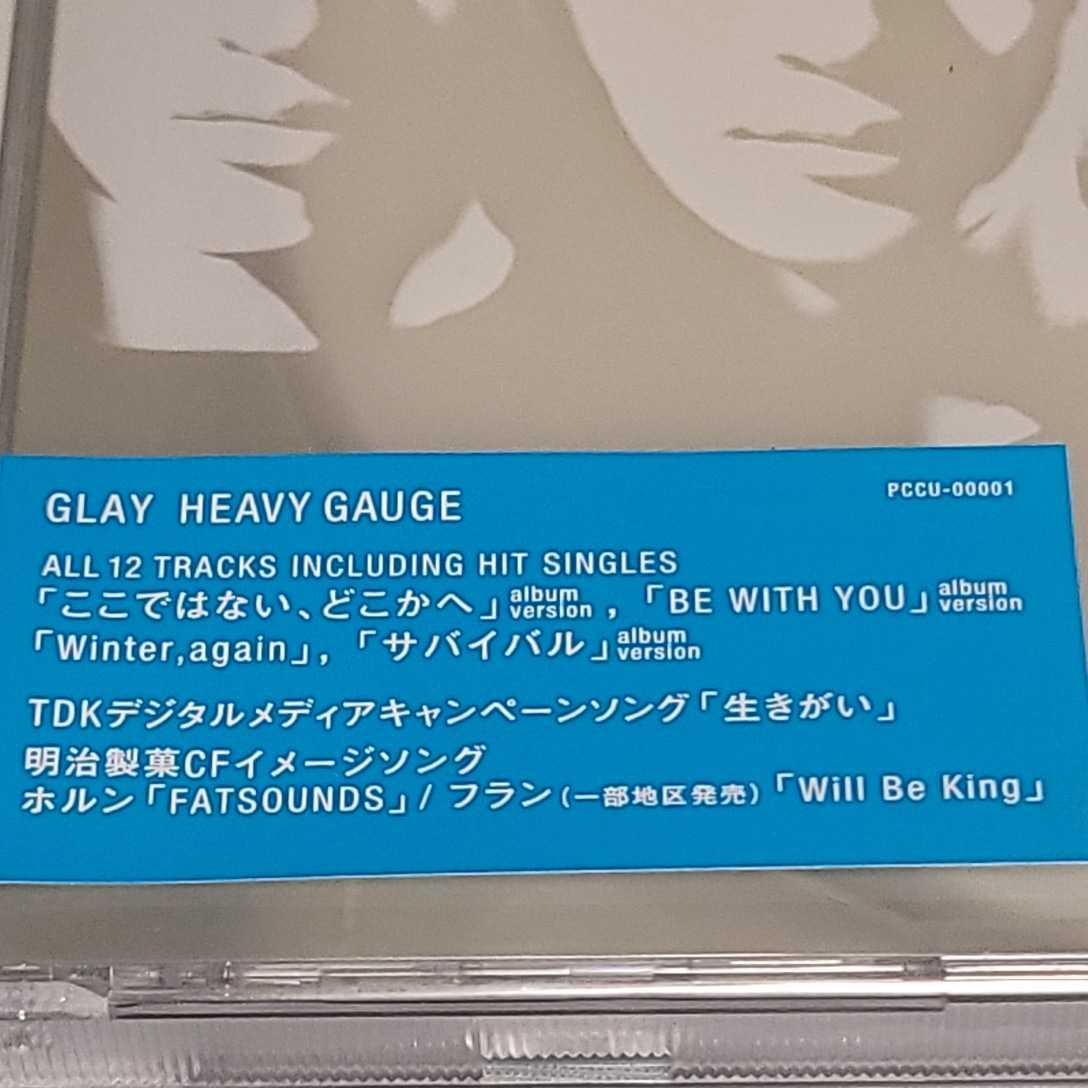 GLAY HEAVY GAUGE
PCCU-00001
ALL 12 TRACKS INCLUDING HIT SINGLES
「ここではない、どこかへ」album version,「BE WITH YOU」album version
「Winter,again」,「サバイバル」album version
TDKデジタルメディアキャンペーンソング「生きがい」
明治製菓CFイメージソング
ホルン「FATSOUNDS」/フラン(一部地区発売)「Will Be King」